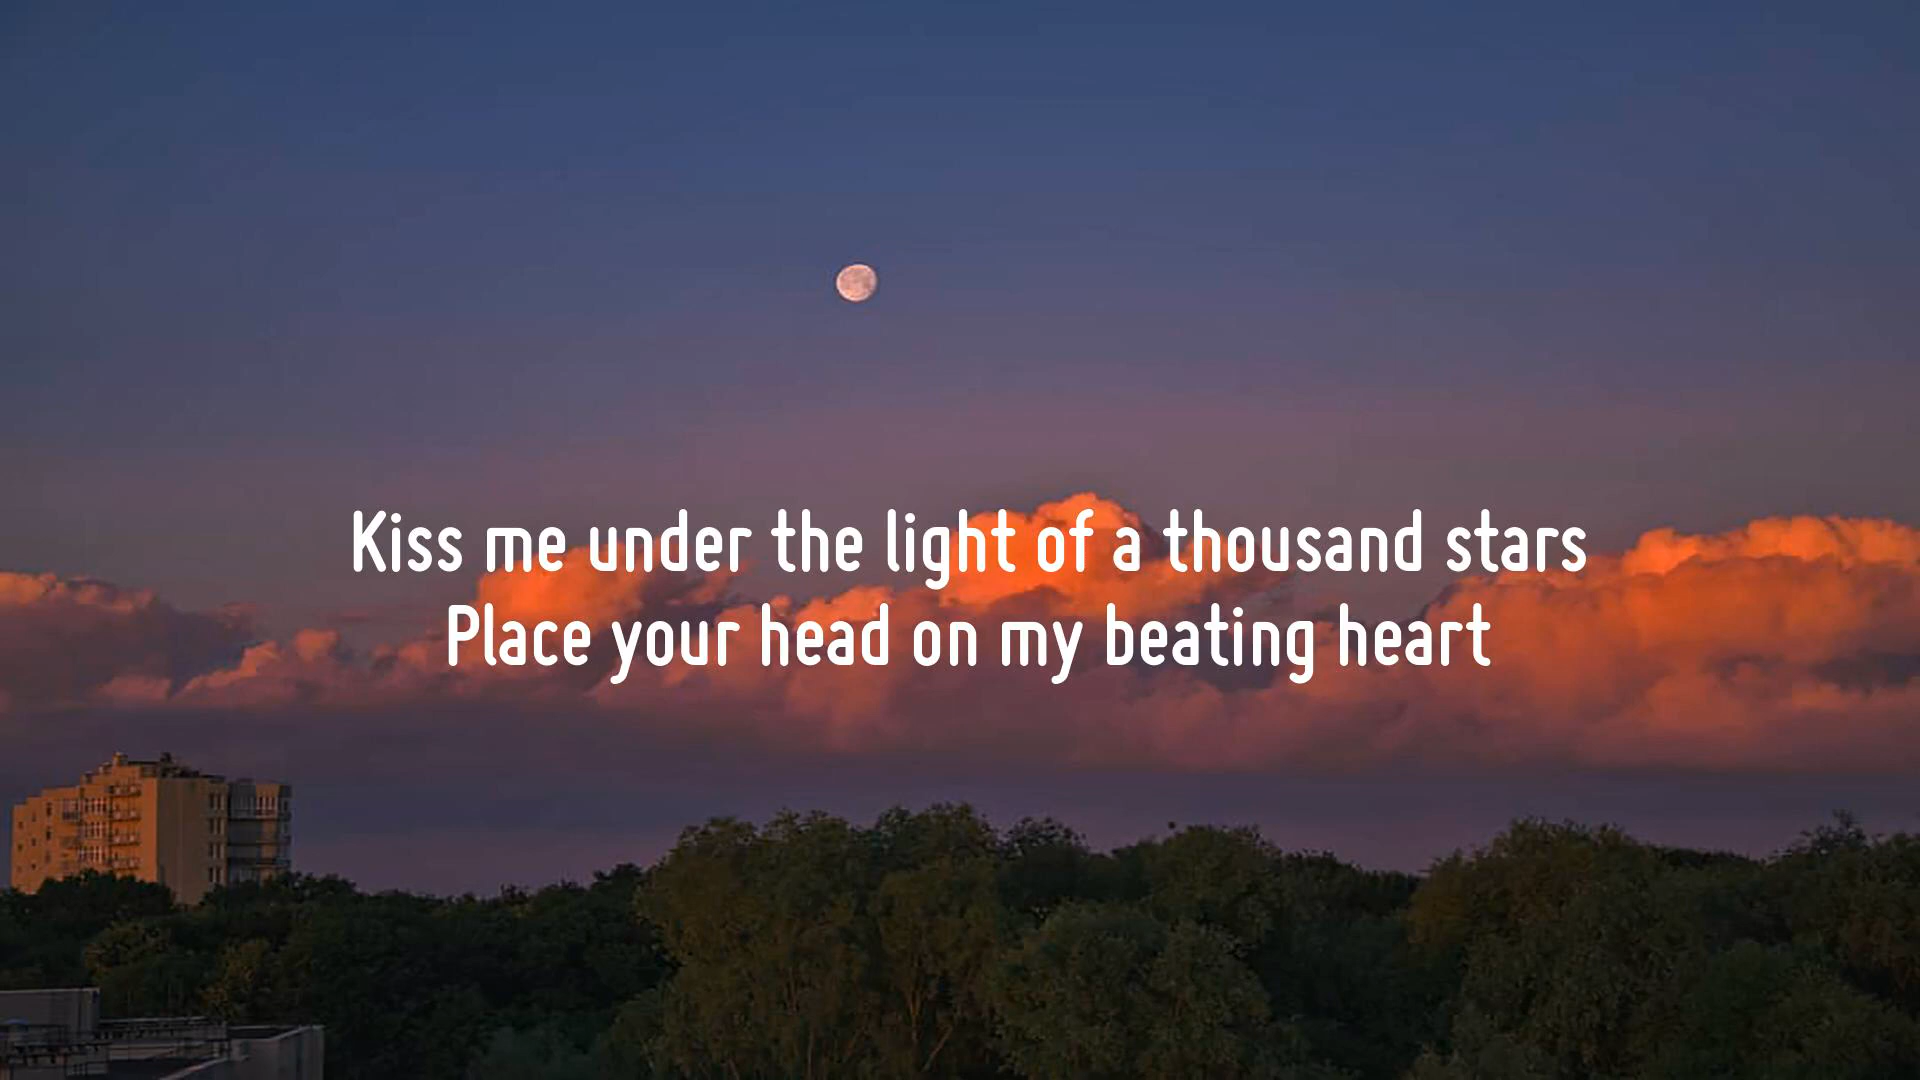 Kiss me under the light of a thousand stars
Place your head on my beating heart